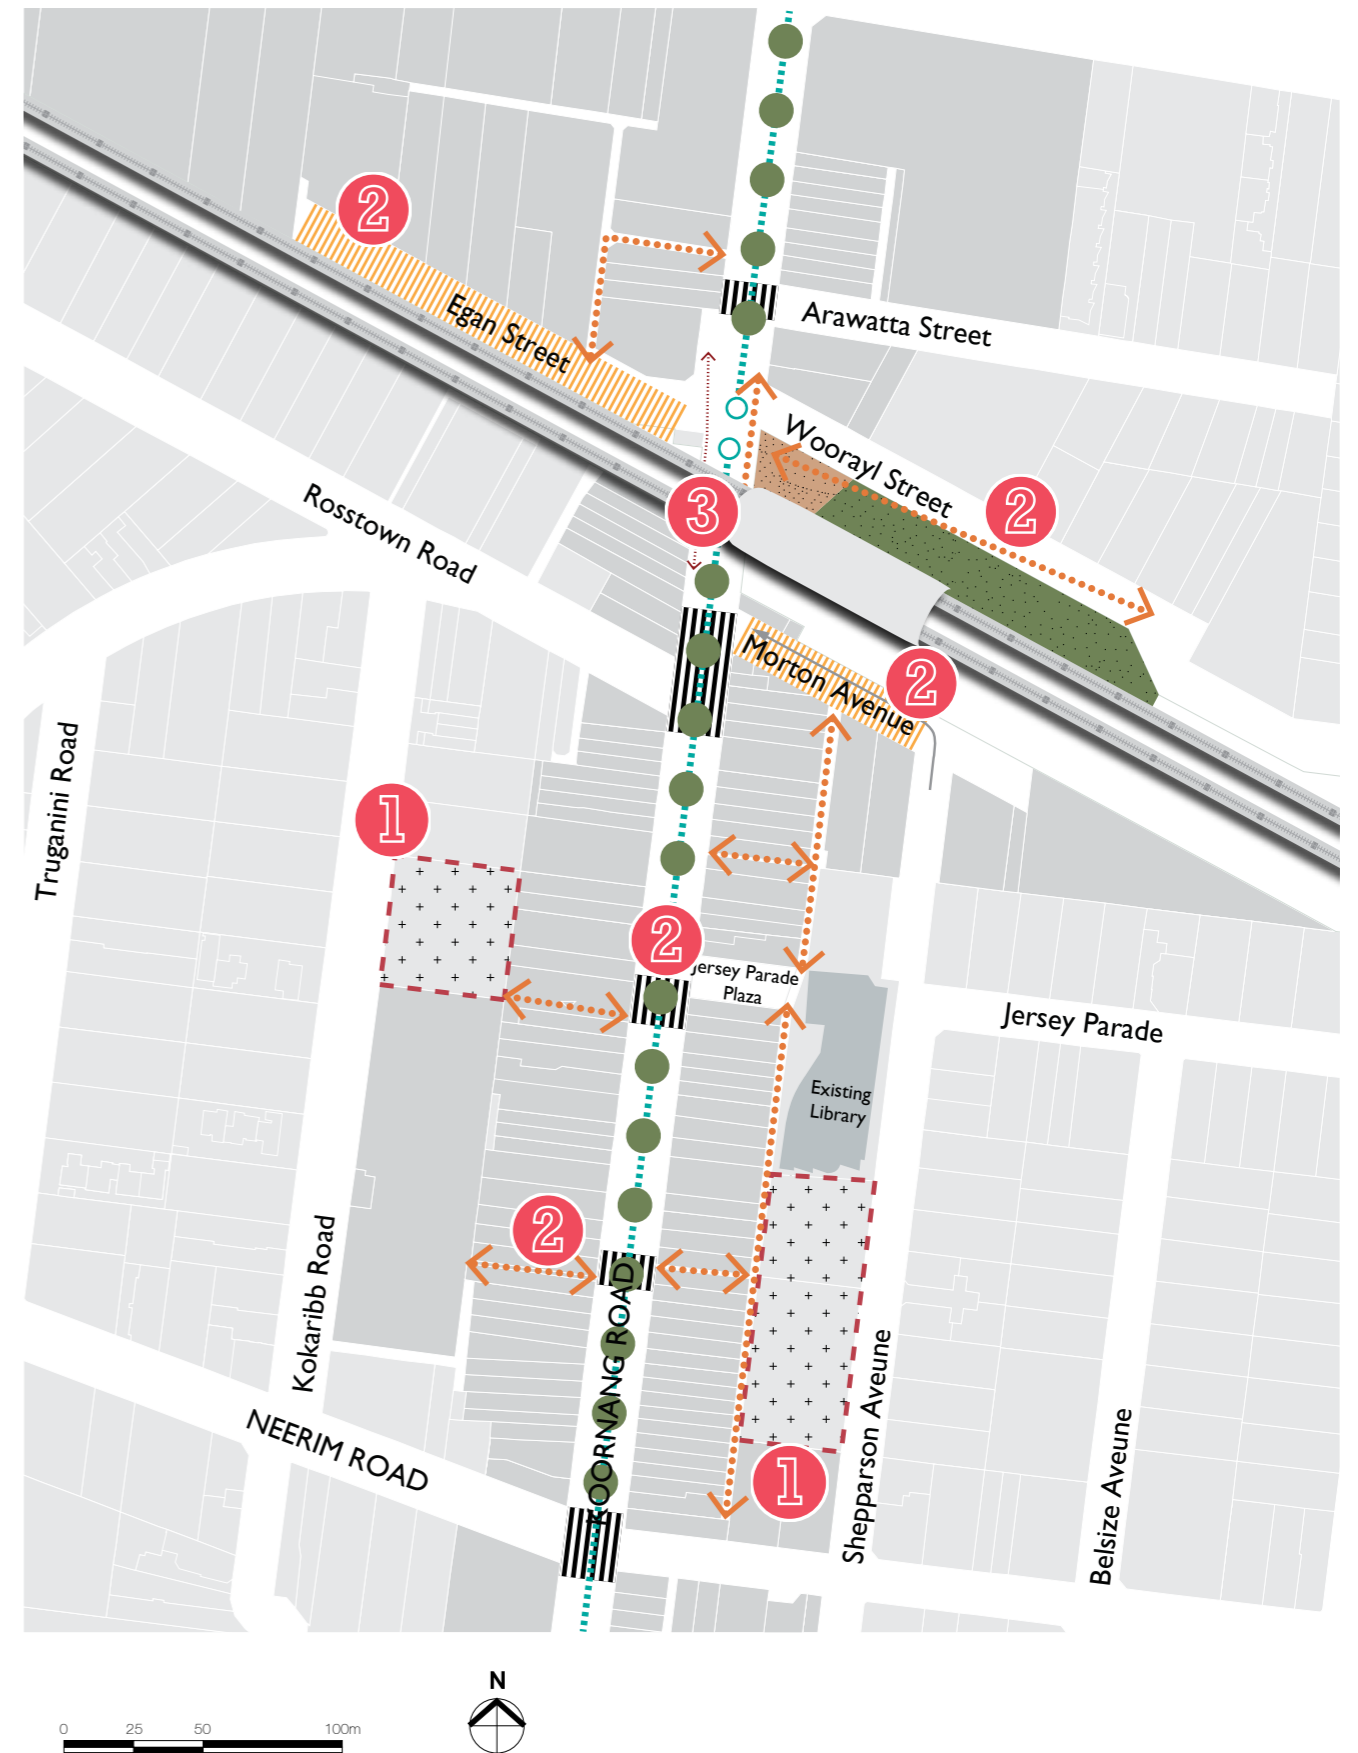 2
Egan Street
Arawatta Street
Woorayl Street
2
3
Rosstown Road
Morton Avenue
2
Truganini Road
1
2
Jersey Parade
Plaza
Jersey Parade
Existing
Library
2
Kokaribb Road
KOORNANG ROAD
NEERIM ROAD
Shepparson Aveune
Belsize Aveune
1
N
0 25 50 100m